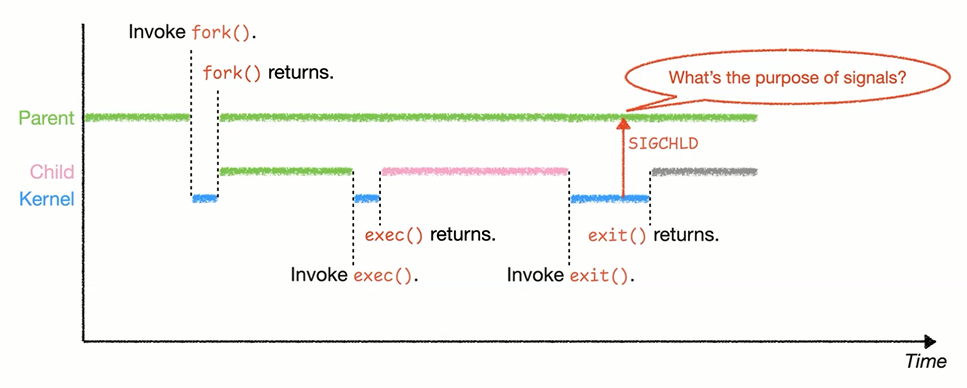 Invoke fork().
fork() returns.
What's the purpose of signals?
Parent
SIGCHLD
Child
Kernel
exec() returns.
exit() returns.
Invoke exec().
Invoke exit().
Time